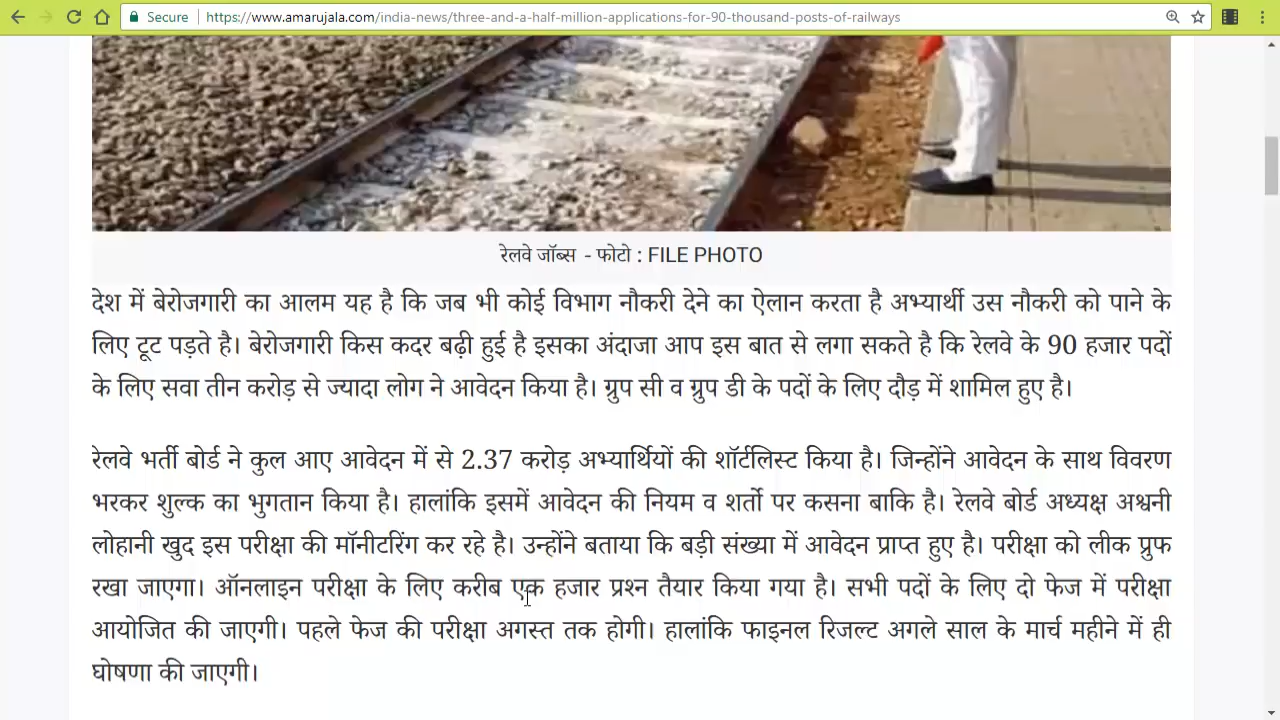 Secure
https://www.amarujala.com/india-news/three-and-a-half-million-applications-for-90-thousand-posts-of-railways
रेलवे जॉब्स - फोटो : FILE PHOTO
देश में बेरोजगारी का आलम यह है कि जब भी कोई विभाग नौकरी देने का ऐलान करता है अभ्यार्थी उस नौकरी को पाने के
लिए टूट पड़ते है। बेरोजगारी किस कदर बढ़ी हुई है इसका अंदाजा आप इस बात से लगा सकते है कि रेलवे के 90 हजार पदों
के लिए सवा तीन करोड़ से ज्यादा लोग ने आवेदन किया है। ग्रुप सी व ग्रुप डी के पदों के लिए दौड़ में शामिल हुए है।
रेलवे भर्ती बोर्ड ने कुल आए आवेदन में से 2.37 करोड़ अभ्यार्थियों की शॉर्टलिस्ट किया है। जिन्होंने आवेदन के साथ विवरण
भरकर शुल्क का भुगतान किया है। हालांकि इसमें आवेदन की नियम व शर्तो पर कसना बाकि है। रेलवे बोर्ड अध्यक्ष अश्वनी
लोहानी खुद इस परीक्षा की मॉनीटरिंग कर रहे है। उन्होंने बताया कि बड़ी संख्या में आवेदन प्राप्त हुए है। परीक्षा को लीक प्रुफ
रखा जाएगा। ऑनलाइन परीक्षा के लिए करीब एक हजार प्रश्न तैयार किया गया है। सभी पदों के लिए दो फेज में परीक्षा
आयोजित की जाएगी। पहले फेज की परीक्षा अगस्त तक होगी। हालांकि फाइनल रिजल्ट अगले साल के मार्च महीने में ही
घोषणा की जाएगी।